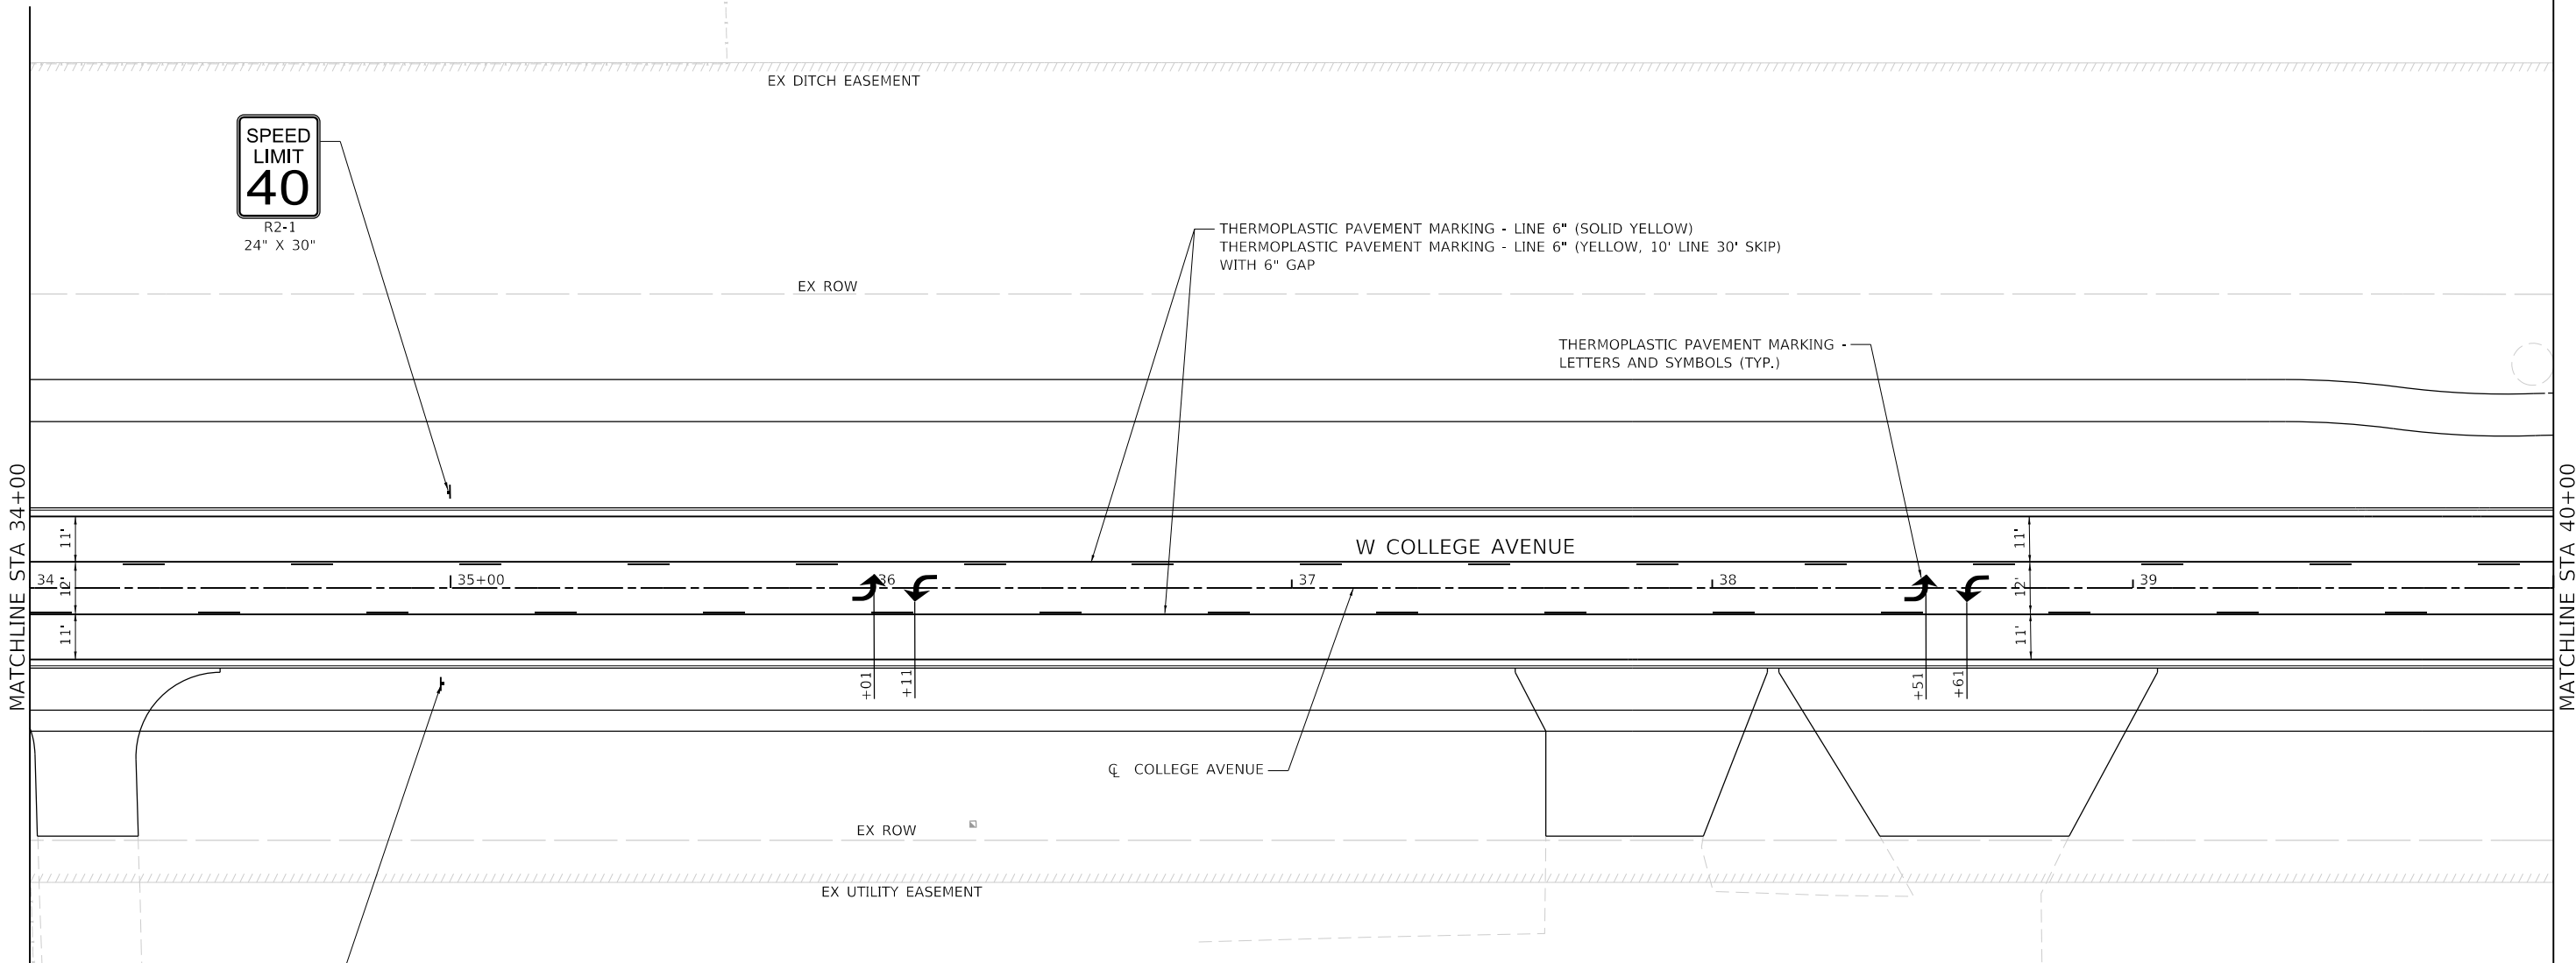 EX DITCH EASEMENT
SPEED
LIMIT
40
R2-1
24" X 30"
THERMOPLASTIC PAVEMENT MARKING - LINE 6" (SOLID YELLOW)
THERMOPLASTIC PAVEMENT MARKING - LINE 6" (YELLOW, 10' LINE 30' SKIP)
WITH 6" GAP
EX ROW
THERMOPLASTIC PAVEMENT MARKING -
LETTERS AND SYMBOLS (TYP.)
MATCHLINE STA 34+00
MATCHLINE STA 40+00
11'
12'
11'
W COLLEGE AVENUE
11'
12'
11'
34
35+00
36
37
38
39
+01
+11
+51
+61
℄ COLLEGE AVENUE
EX ROW
EX UTILITY EASEMENT